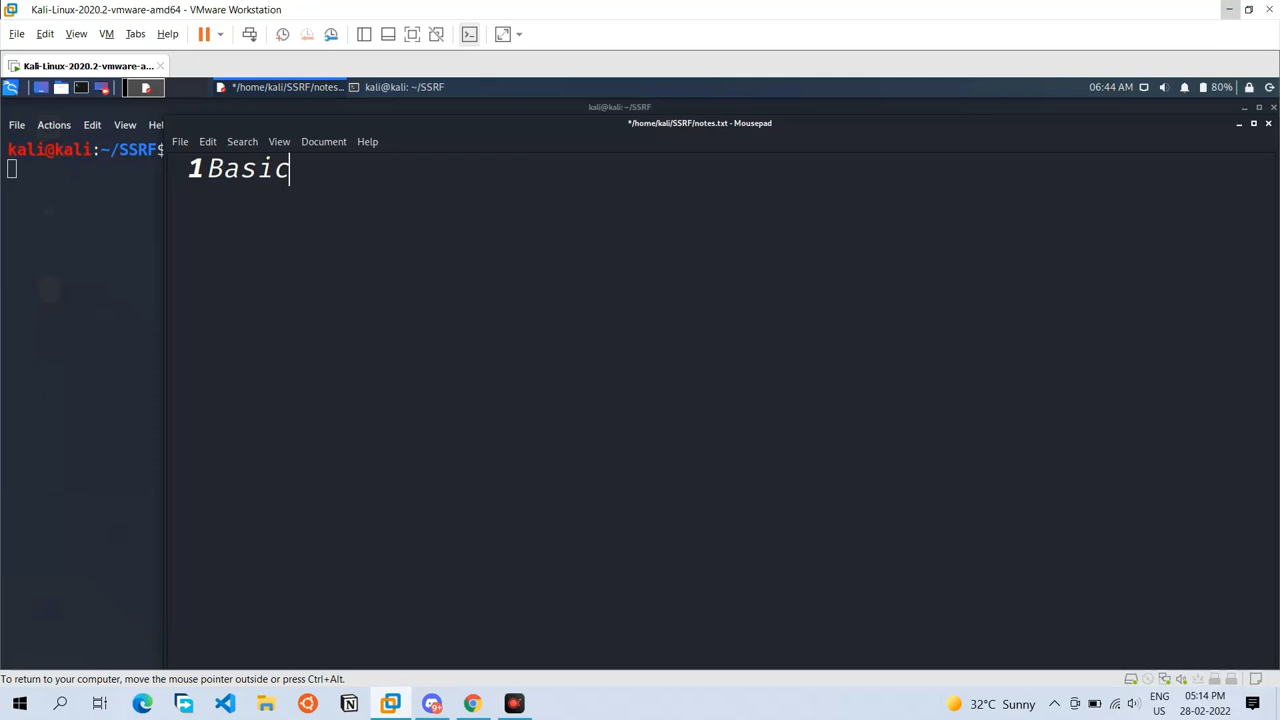 Kali-Linux-2020.2-vmware-amd64 - VMware Workstation
File Edit View VM Tabs Help
Kali-Linux-2020.2-vmware-a...
*/home/kali/SSRF/notes... kali@kali: ~/SSRF 06:44 AM 80%
kali@kali: ~/SSRF
*/home/kali/SSRF/notes.txt - Mousepad
File Actions Edit View Hel
File Edit Search View Document Help
kali@kali:~/SSRF$
1 Basic
To return to your computer, move the mouse pointer outside or press Ctrl+Alt.
9+ 32°C Sunny
ENG US
05:14 PM
28-02-2022